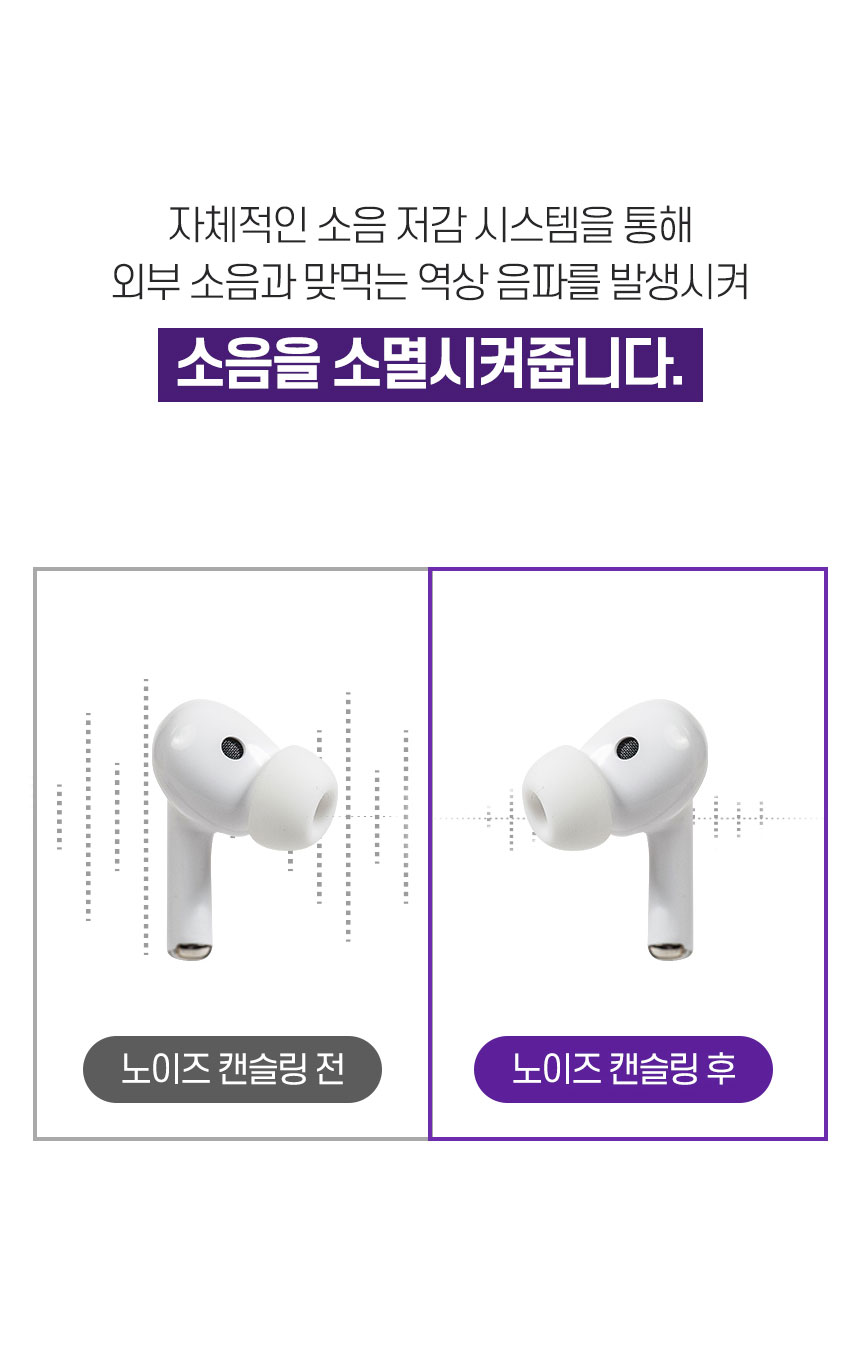 자체적인 소음 저감 시스템을 통해
외부 소음과 맞먹는 역상 음파를 발생시켜
소음을 소멸시켜줍니다.
노이즈 캔슬링 전
노이즈 캔슬링 후